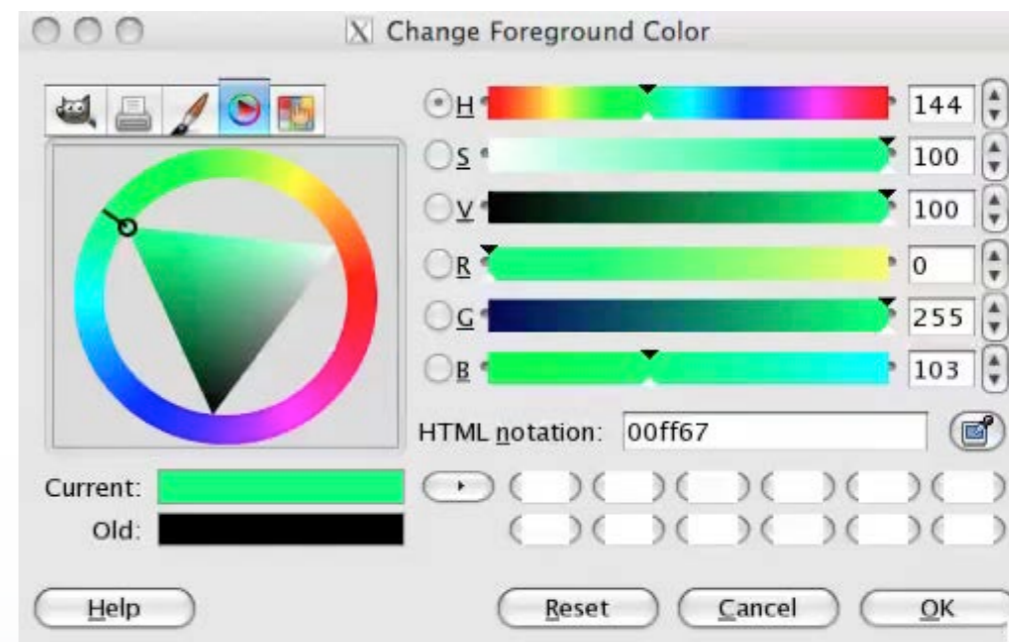 Change Foreground Color
H 144
S 100
V 100
R 0
G 255
B 103
HTML notation: 00ff67
Current:
Old:
Help Reset Cancel OK